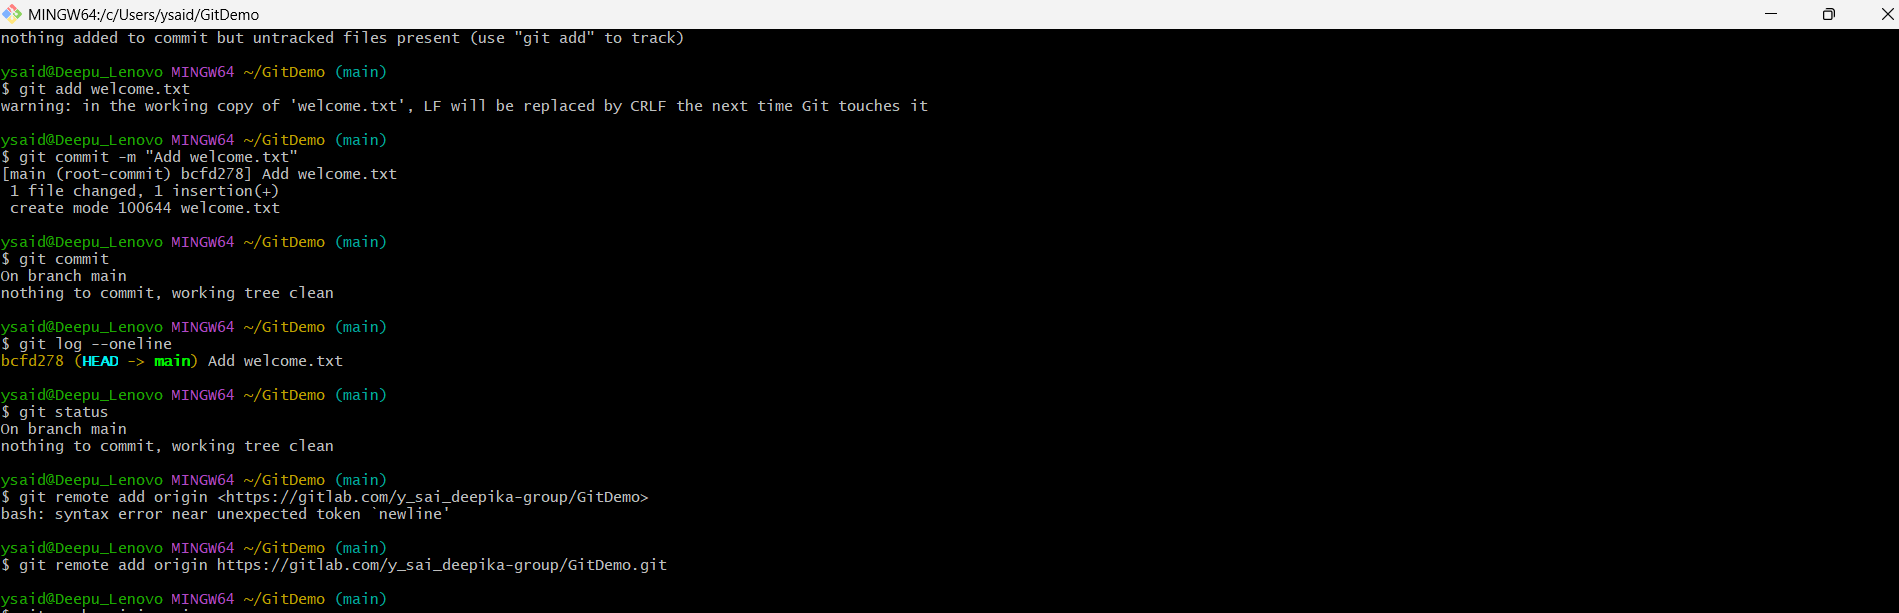 MINGW64:/c/Users/ysaid/GitDemo
nothing added to commit but untracked files present (use "git add" to track)
ysaid@Deepu_Lenovo MINGW64 ~/GitDemo (main)
$ git add welcome.txt
warning: in the working copy of 'welcome.txt', LF will be replaced by CRLF the next time Git touches it
ysaid@Deepu_Lenovo MINGW64 ~/GitDemo (main)
$ git commit -m "Add welcome.txt"
[main (root-commit) bcfd278] Add welcome.txt
 1 file changed, 1 insertion(+)
 create mode 100644 welcome.txt
ysaid@Deepu_Lenovo MINGW64 ~/GitDemo (main)
$ git commit
On branch main
nothing to commit, working tree clean
ysaid@Deepu_Lenovo MINGW64 ~/GitDemo (main)
$ git log --oneline
bcfd278 (HEAD -> main) Add welcome.txt
ysaid@Deepu_Lenovo MINGW64 ~/GitDemo (main)
$ git status
On branch main
nothing to commit, working tree clean
ysaid@Deepu_Lenovo MINGW64 ~/GitDemo (main)
$ git remote add origin <https://gitlab.com/y_sai_deepika-group/GitDemo>
bash: syntax error near unexpected token `newline'
ysaid@Deepu_Lenovo MINGW64 ~/GitDemo (main)
$ git remote add origin https://gitlab.com/y_sai_deepika-group/GitDemo.git
ysaid@Deepu_Lenovo MINGW64 ~/GitDemo (main)